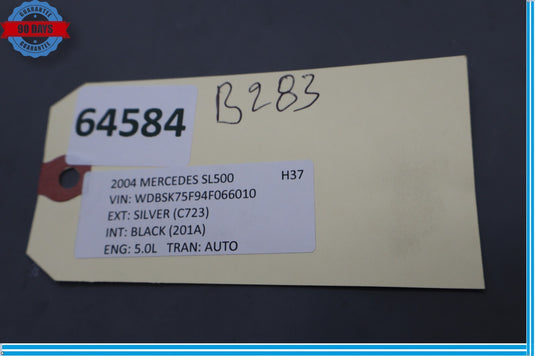 GUARANTEE
90 DAYS
GUARANTEE
B283
64584
2004 MERCEDES SL500 H37
VIN: WDBSK75F94F066010
EXT: SILVER (C723)
INT: BLACK (201A)
ENG: 5.0L TRAN: AUTO